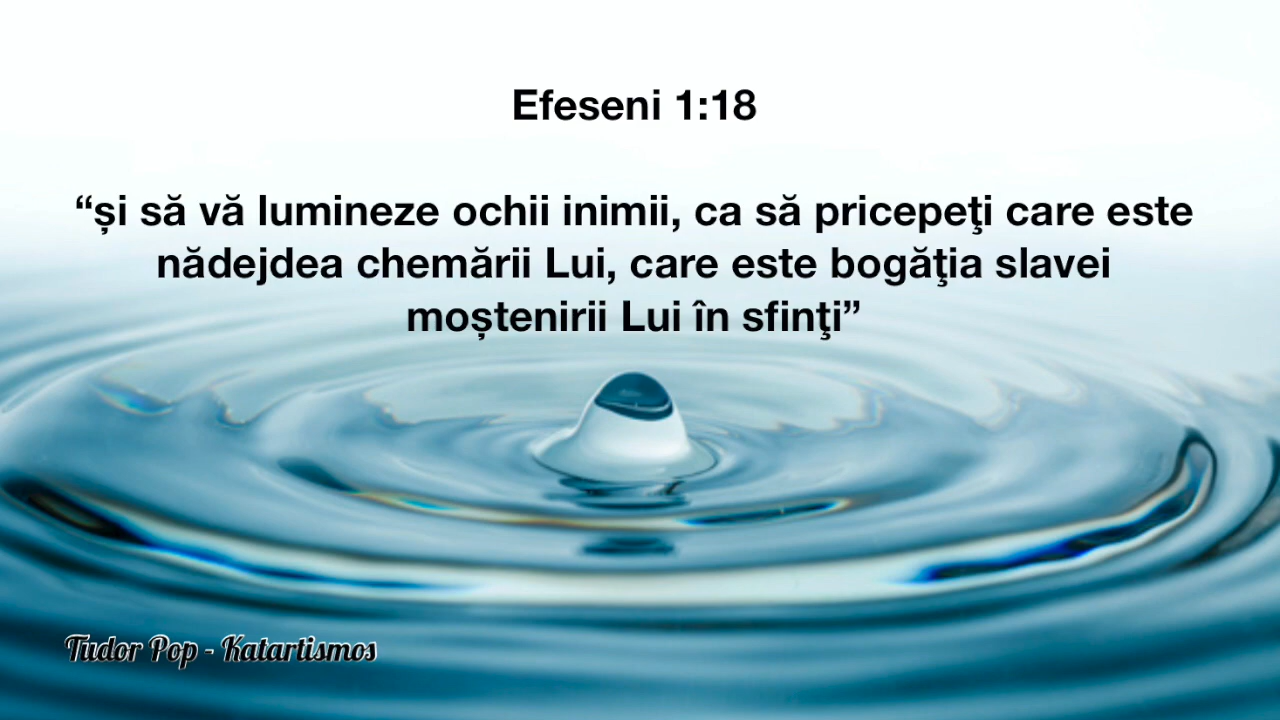 Efeseni 1:18
“și să vă lumineze ochii inimii, ca să pricepeţi care este
nădejdea chemării Lui, care este bogăţia slavei
moștenirii Lui în sfinţi”
Tudor Pop - Katartismos